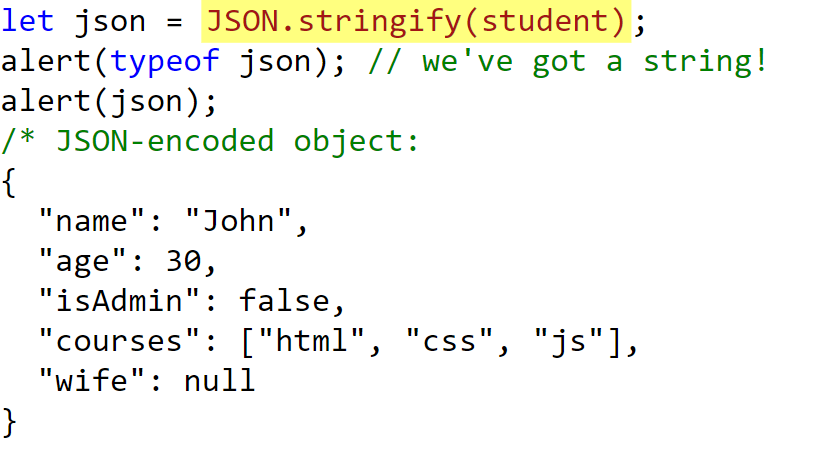 let json = JSON.stringify(student);
alert(typeof json); // we've got a string!
alert(json);
/* JSON-encoded object:
{
  "name": "John",
  "age": 30,
  "isAdmin": false,
  "courses": ["html", "css", "js"],
  "wife": null
}